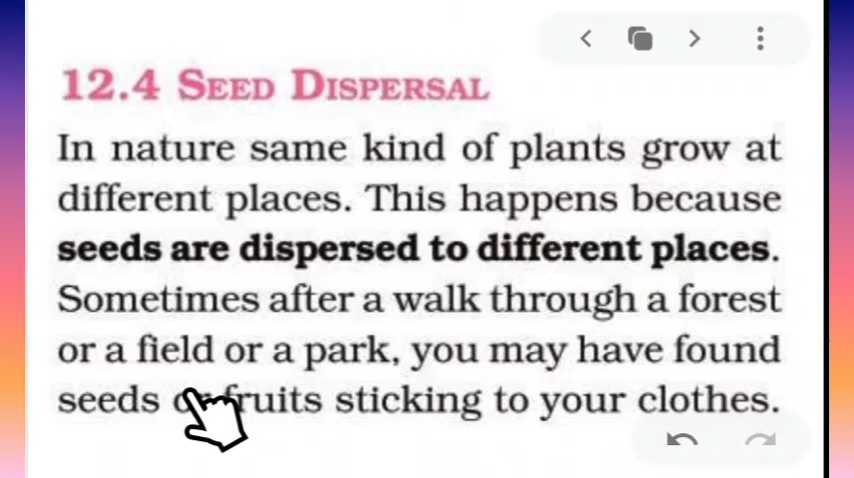 12.4 SEED DISPERSAL
In nature same kind of plants grow at
different places. This happens because
seeds are dispersed to different places.
Sometimes after a walk through a forest
or a field or a park, you may have found
seeds or fruits sticking to your clothes.